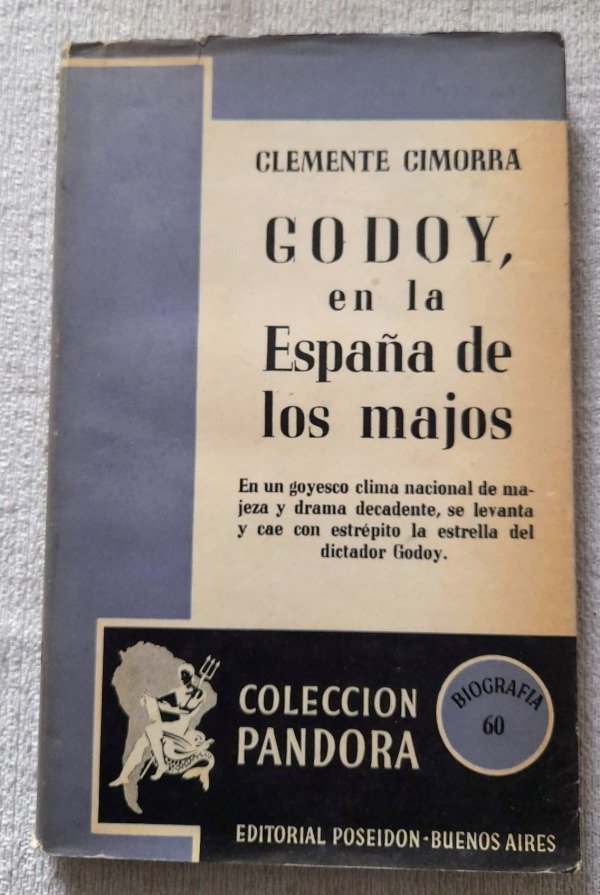 CLEMENTE CIMORRA
GODOY,
en la
España de
los majos
En un goyesco clima nacional de ma-
jeza y drama decadente, se levanta
y cae con estrépito la estrella del
dictador Godoy.
COLECCION
PANDORA
BIOGRAFIA
60
EDITORIAL POSEIDON-BUENOS AIRES